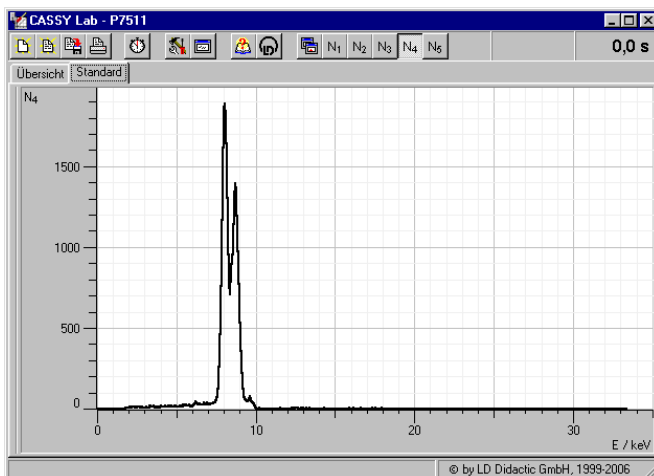 CASSY Lab - P7511
N₁ N₂ N₃ N₄ N₅ 0,0 s
Übersicht Standard
N₄
1500
1000
500
0
0 10 20 30
E / keV
© by LD Didactic GmbH, 1999-2006